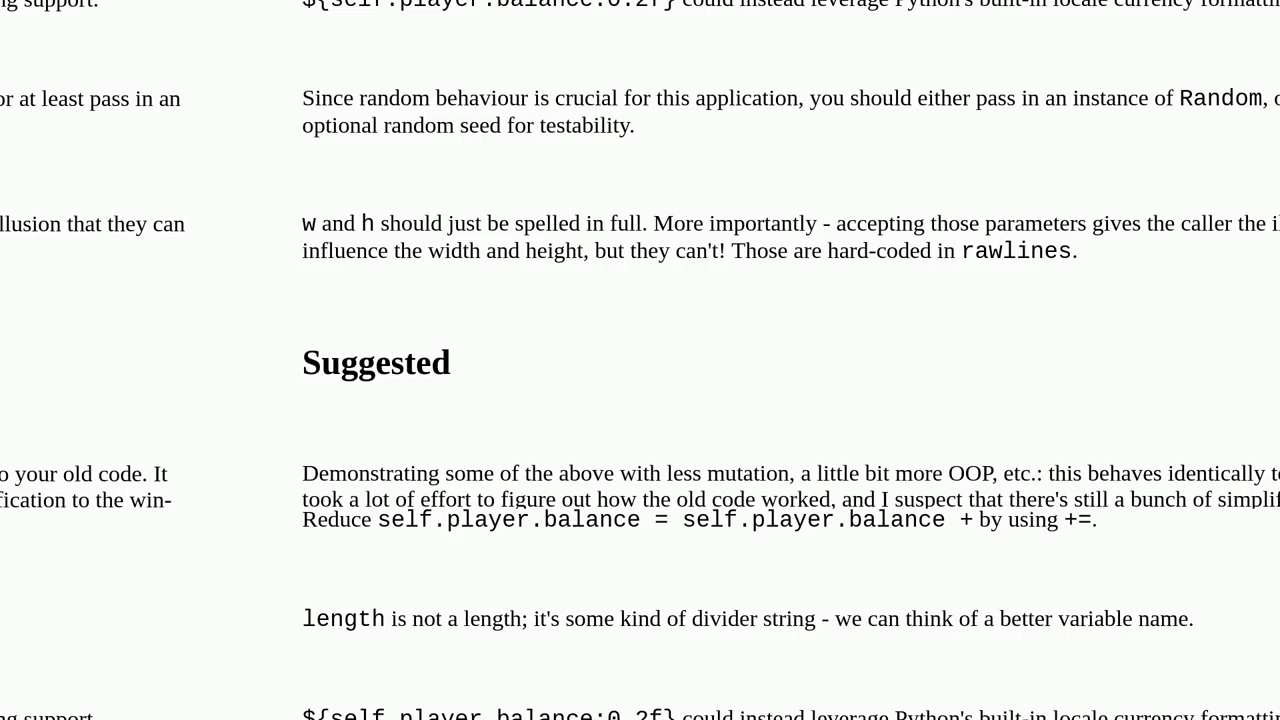 ng support.
${self.player.balance:0.2f} could instead leverage Python's built-in locale currency
or at least pass in an
Since random behaviour is crucial for this application, you should either pass in an instance of Random,
optional random seed for testability.
llusion that they can
w and h should just be spelled in full. More importantly - accepting those parameters gives the caller the
influence the width and height, but they can't! Those are hard-coded in rawlines.
Suggested
o your old code. It
Demonstrating some of the above with less mutation, a little bit more OOP, etc.: this behaves identically
fication to the win-
took a lot of effort to figure out how the old code worked, and I suspect that there's still a bunch of
Reduce self.player.balance = self.player.balance + by using +=.
length is not a length; it's some kind of divider string - we can think of a better variable name.
ng support.
${self.player.balance:0.2f} could instead leverage Python's built-in locale currency